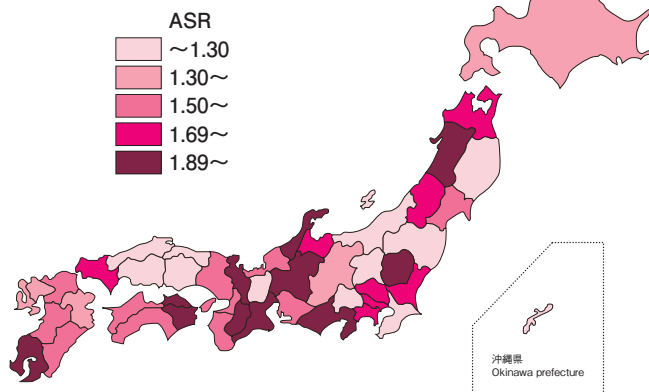 ASR
〜1.30
1.30〜
1.50〜
1.69〜
1.89〜
沖縄県
Okinawa prefecture